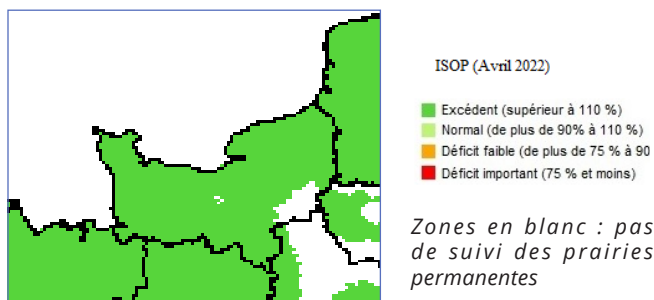 ISOP (Avril 2022)
Excédent (supérieur à 110 %)
Normal (de plus de 90% à 110 %)
Déficit faible (de plus de 75 % à 90
Déficit important (75 % et moins)
Zones en blanc : pas
de suivi des prairies
permanentes